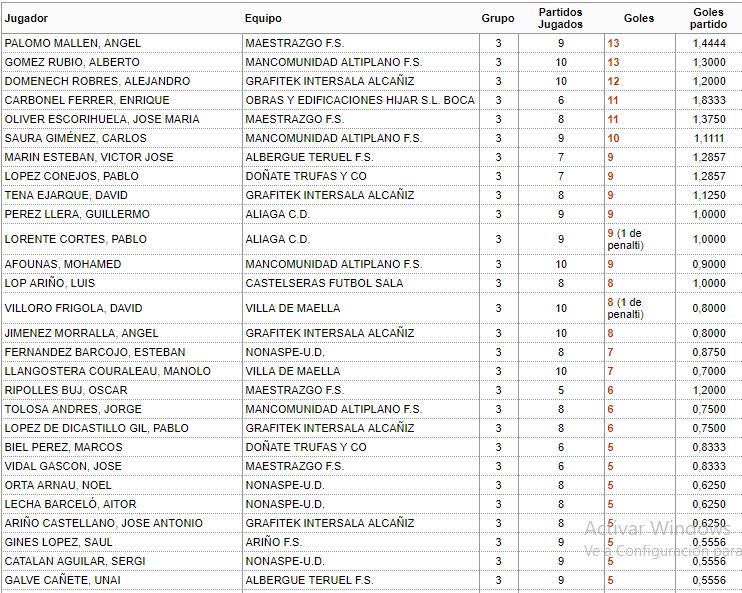 Jugador Equipo Grupo Partidos Jugados Goles Goles partido
PALOMO MALLEN, ANGEL MAESTRAZGO F.S. 3 9 13 1,4444
GOMEZ RUBIO, ALBERTO MANCOMUNIDAD ALTIPLANO F.S. 3 10 13 1,3000
DOMENECH ROBRES, ALEJANDRO GRAFITEK INTERSALA ALCAÑIZ 3 10 12 1,2000
CARBONEL FERRER, ENRIQUE OBRAS Y EDIFICACIONES HIJAR S.L. BOCA 3 6 11 1,8333
OLIVER ESCORIHUELA, JOSE MARIA MAESTRAZGO F.S. 3 8 11 1,3750
SAURA GIMÉNEZ, CARLOS MANCOMUNIDAD ALTIPLANO F.S. 3 9 10 1,1111
MARIN ESTEBAN, VICTOR JOSE ALBERGUE TERUEL F.S. 3 7 9 1,2857
LOPEZ CONEJOS, PABLO DOÑATE TRUFAS Y CO 3 7 9 1,2857
TENA EJARQUE, DAVID GRAFITEK INTERSALA ALCAÑIZ 3 8 9 1,1250
PEREZ LLERA, GUILLERMO ALIAGA C.D. 3 9 9 1,0000
LORENTE CORTES, PABLO ALIAGA C.D. 3 9 9 (1 de penalti) 1,0000
AFOUNAS, MOHAMED MANCOMUNIDAD ALTIPLANO F.S. 3 10 9 0,9000
LOP ARIÑO, LUIS CASTELSERAS FUTBOL SALA 3 8 8 1,0000
VILLORO FRIGOLA, DAVID VILLA DE MAELLA 3 10 8 (1 de penalti) 0,8000
JIMENEZ MORRALLA, ANGEL GRAFITEK INTERSALA ALCAÑIZ 3 10 8 0,8000
FERNANDEZ BARCOJO, ESTEBAN NONASPE-U.D. 3 8 7 0,8750
LLANGOSTERA COURALEAU, MANOLO VILLA DE MAELLA 3 10 7 0,7000
RIPOLLES BUJ, OSCAR MAESTRAZGO F.S. 3 5 6 1,2000
TOLOSA ANDRES, JORGE MANCOMUNIDAD ALTIPLANO F.S. 3 8 6 0,7500
LOPEZ DE DICASTILLO GIL, PABLO GRAFITEK INTERSALA ALCAÑIZ 3 8 6 0,7500
BIEL PEREZ, MARCOS DOÑATE TRUFAS Y CO 3 6 5 0,8333
VIDAL GASCON, JOSE MAESTRAZGO F.S. 3 6 5 0,8333
ORTA ARNAU, NOEL NONASPE-U.D. 3 8 5 0,6250
LECHA BARCELÓ, AITOR NONASPE-U.D. 3 8 5 0,6250
ARIÑO CASTELLANO, JOSE ANTONIO GRAFITEK INTERSALA ALCAÑIZ 3 8 5 0,6250
GINES LOPEZ, SAUL ARIÑO F.S. 3 9 5 0,5556
CATALAN AGUILAR, SERGI NONASPE-U.D. 3 9 5 0,5556
GALVE CAÑETE, UNAI ALBERGUE TERUEL F.S. 3 9 5 0,5556
Activar Windows
Ve a Configuración para